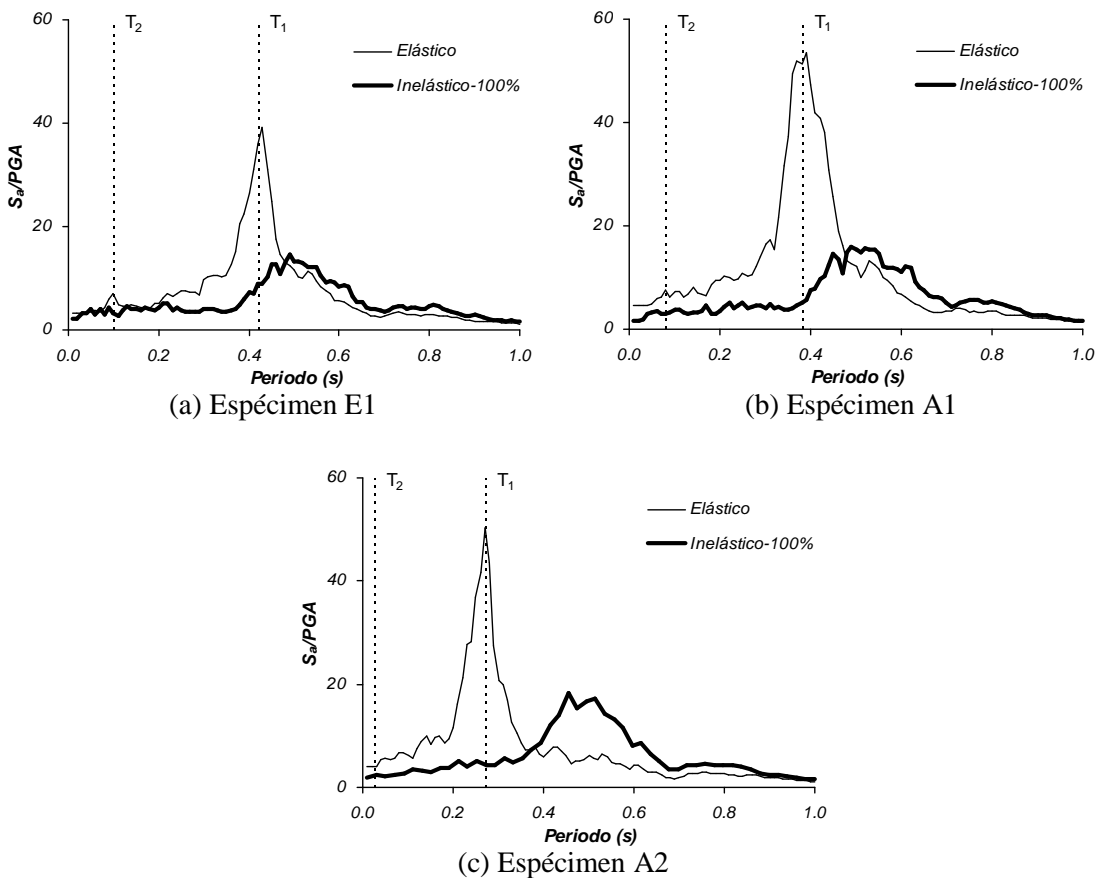 60
T₂
T₁
Elástico
Inelástico-100%
40
Sₐ/PGA
20
0
0.0 0.2 0.4 0.6 0.8 1.0
Periodo (s)
(a) Espécimen E1
60
T₂
T₁
Elástico
Inelástico-100%
40
Sₐ/PGA
20
0
0.0 0.2 0.4 0.6 0.8 1.0
Periodo (s)
(b) Espécimen A1
60
T₂
T₁
Elástico
Inelástico-100%
40
Sₐ/PGA
20
0
0.0 0.2 0.4 0.6 0.8 1.0
Periodo (s)
(c) Espécimen A2